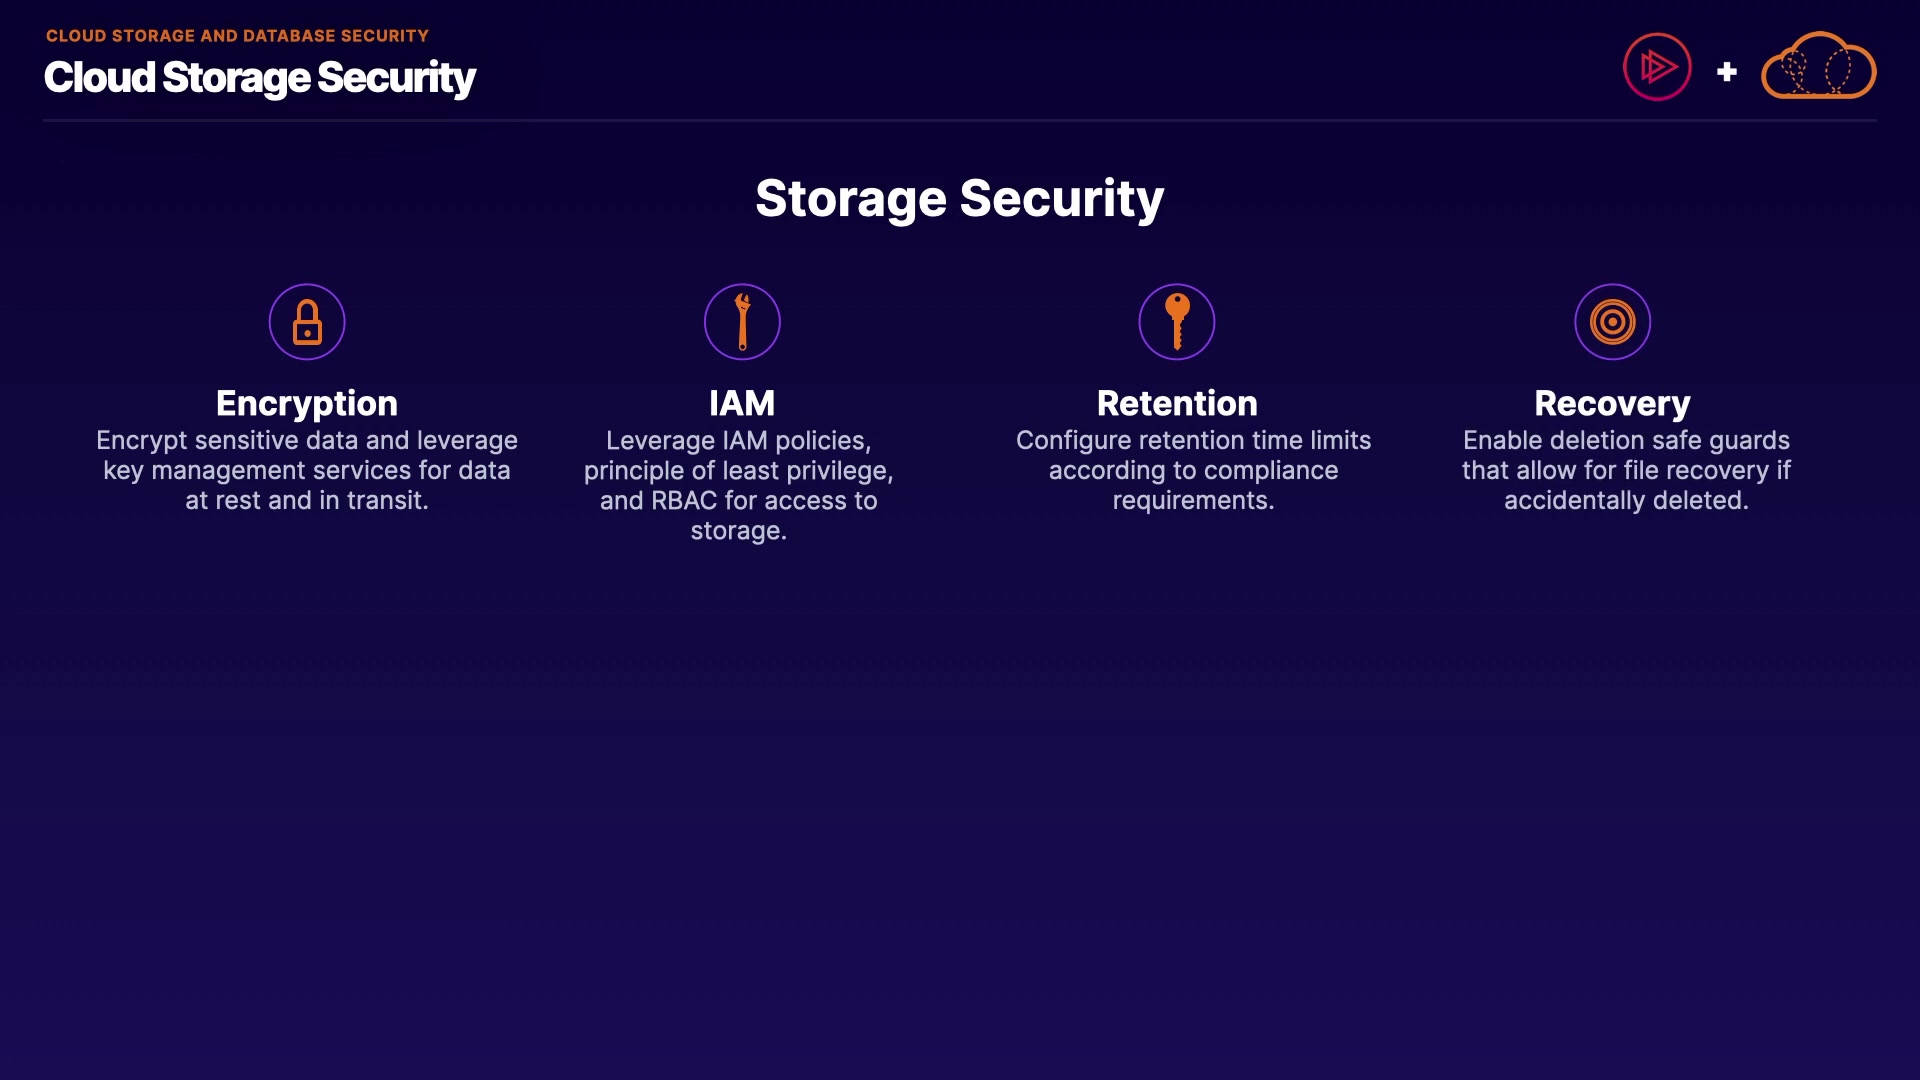 CLOUD STORAGE AND DATABASE SECURITY
Cloud Storage Security
Storage Security
Encryption
Encrypt sensitive data and leverage
key management services for data
at rest and in transit.
IAM
Leverage IAM policies,
principle of least privilege,
and RBAC for access to
storage.
Retention
Configure retention time limits
according to compliance
requirements.
Recovery
Enable deletion safe guards
that allow for file recovery if
accidentally deleted.